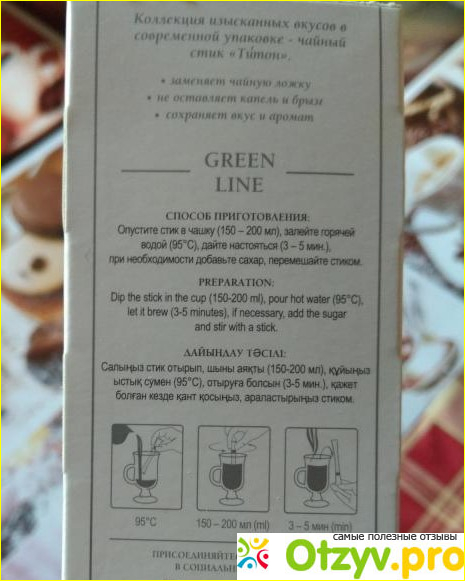 Коллекция изысканных вкусов в
современной упаковке - чайный
стик «Ти́топ».
• заменяет чайную ложку
• не оставляет капель и брызг
• сохраняет вкус и аромат
GREEN
LINE
СПОСОБ ПРИГОТОВЛЕНИЯ:
Опустите стик в чашку (150 – 200 мл), залейте горячей
водой (95°C), дайте настояться (3 – 5 мин.),
при необходимости добавьте сахар, перемешайте стиком.
PREPARATION:
Dip the stick in the cup (150-200 ml), pour hot water (95°C),
let it brew (3-5 minutes), if necessary, add the sugar
and stir with a stick.
ДАЙЫНДАУ ТӘСІЛІ:
Салыңыз стик отырып, шыны аяқты (150-200 мл), құйыңыз
ыстық сумен (95°C), отыруға болсын (3-5 мин.), қажет
болған кезде қант қосыңыз, араластырыңыз стиком.
95°C
150 – 200 мл (ml)
3 – 5 мин (min)
ПРИСОЕДИНЯЙТЕ
В СОЦИАЛЬН
самые полезные отзывы
Otzyv.pro